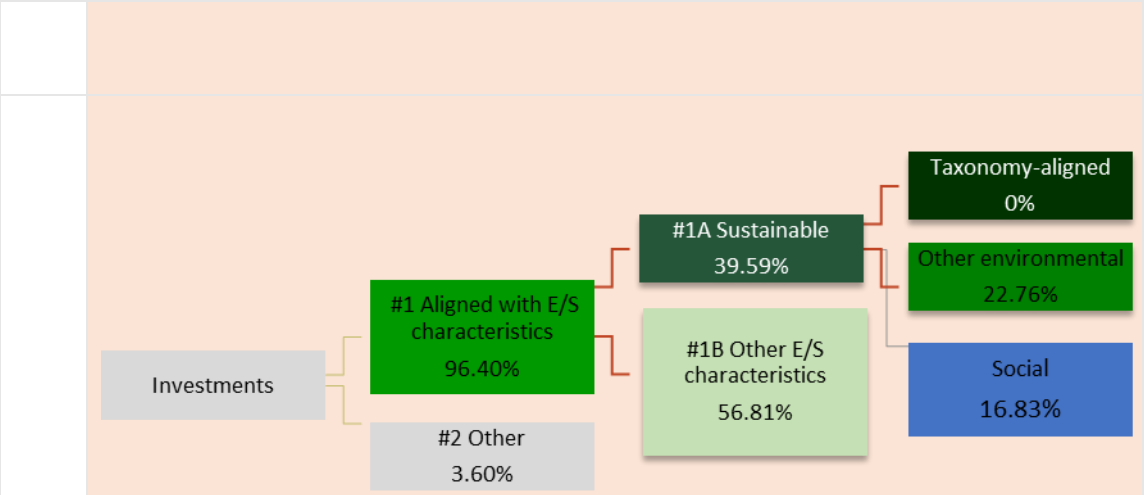 Investments
#1 Aligned with E/S
characteristics
96.40%
#2 Other
3.60%
#1A Sustainable
39.59%
#1B Other E/S
characteristics
56.81%
Taxonomy-aligned
0%
Other environmental
22.76%
Social
16.83%